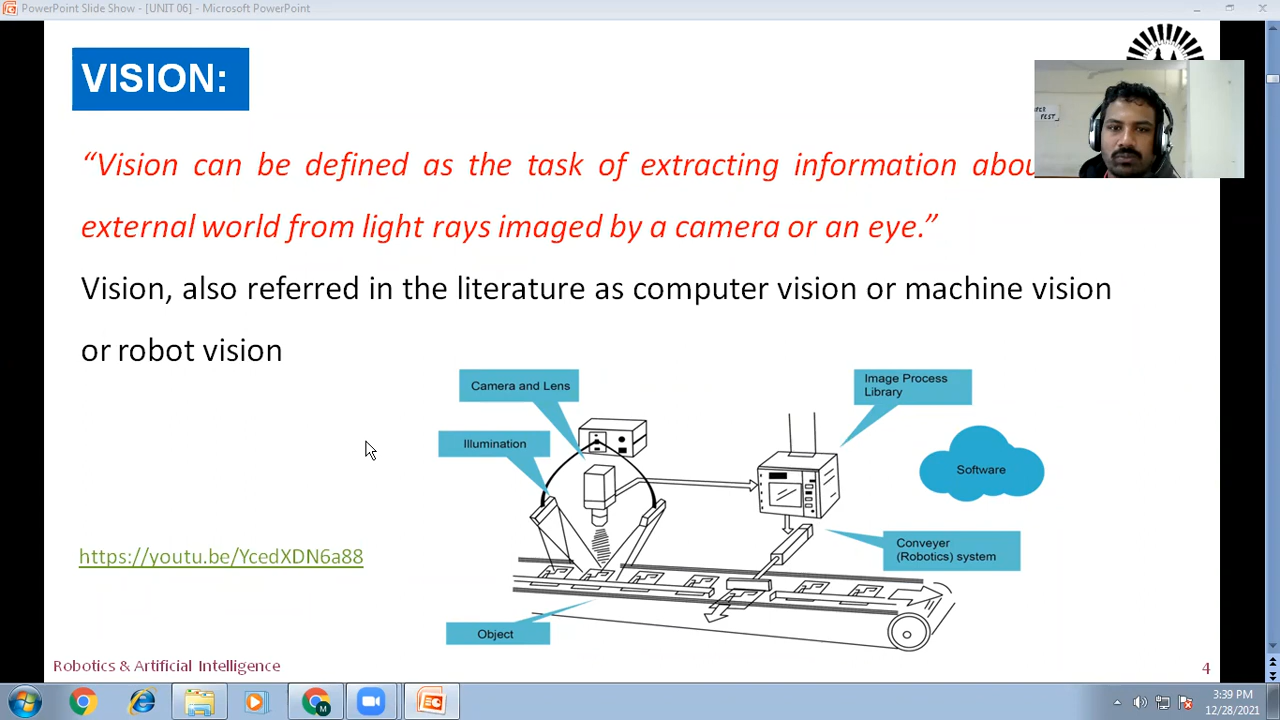 PowerPoint Slide Show - [UNIT 06] - Microsoft PowerPoint
VISION:
“Vision can be defined as the task of extracting information
external world from light rays imaged by a camera or an eye.”
Vision, also referred in the literature as computer vision or machine vision
or robot vision
Camera and Lens
Image Process
Library
Illumination
Software
Conveyer
(Robotics) system
https://youtu.be/YcedXDN6a88
Object
Robotics & Artificial Intelligence
4
3:39 PM
12/28/2021